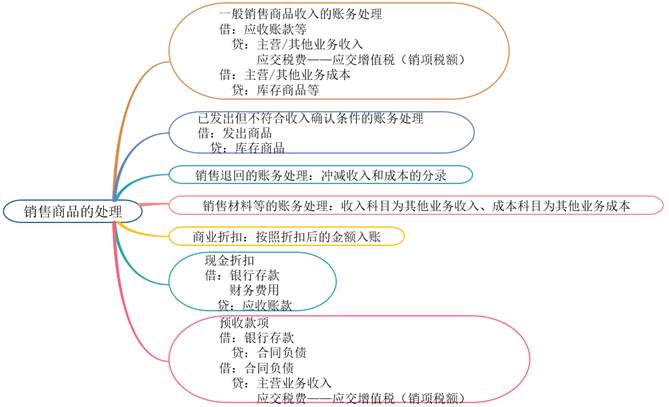 销售商品的处理
一般销售商品收入的账务处理
借：应收账款等
贷：主营/其他业务收入
应交税费——应交增值税（销项税额）
借：主营/其他业务成本
贷：库存商品等
已发出但不符合收入确认条件的账务处理
借：发出商品
贷：库存商品
销售退回的账务处理：冲减收入和成本的分录
销售材料等的账务处理：收入科目为其他业务收入、成本科目为其他业务成本
商业折扣：按照折扣后的金额入账
现金折扣
借：银行存款
财务费用
贷：应收账款
预收款项
借：银行存款
贷：合同负债
借：合同负债
贷：主营业务收入
应交税费——应交增值税（销项税额）